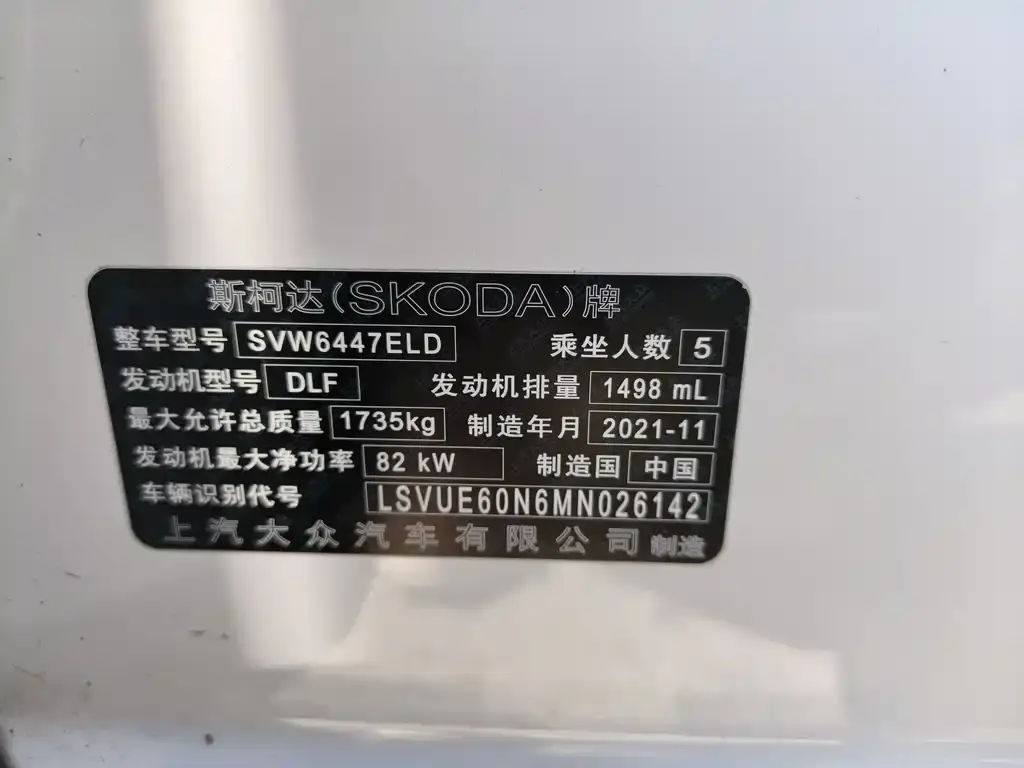 斯柯达(SKODA)牌
整车型号 SVW6447ELD 乘坐人数 5
发动机型号 DLF 发动机排量 1498 mL
最大允许总质量 1735kg 制造年月 2021-11
发动机最大净功率 82 kW 制造国 中国
车辆识别代号 LSVUE60N6MN026142
上汽大众汽车有限公司 制造